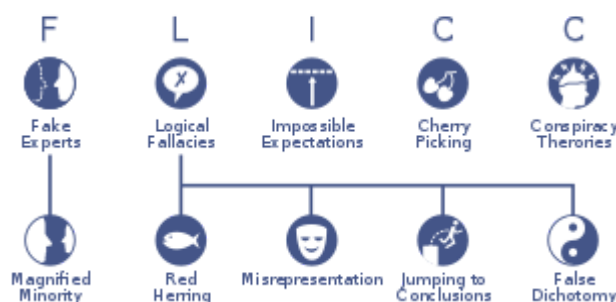 F L I C C
Fake Experts
Logical Fallacies
Impossible Expectations
Cherry Picking
Conspiracy Therories
Magnified Minority
Red Herring
Misrepresentation
Jumping to Conclusions
False Dichotomy